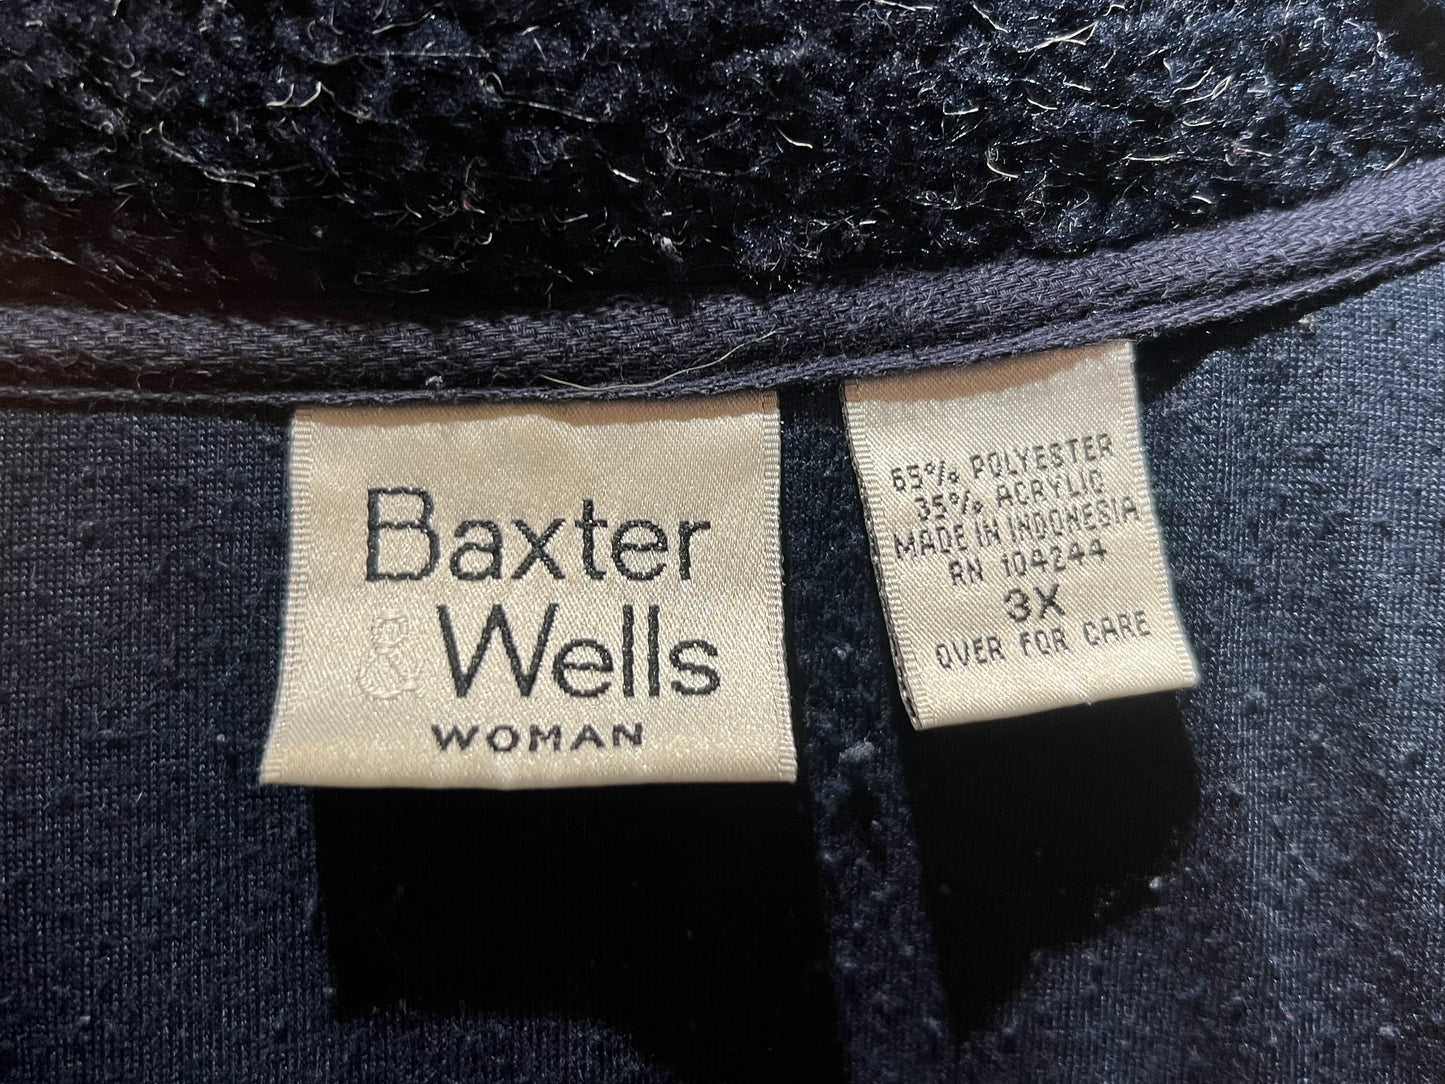 Baxter
& Wells
WOMAN
65% POLYESTER
35% ACRYLIC
MADE IN INDONESIA
RN 104244
3X
OVER FOR CARE